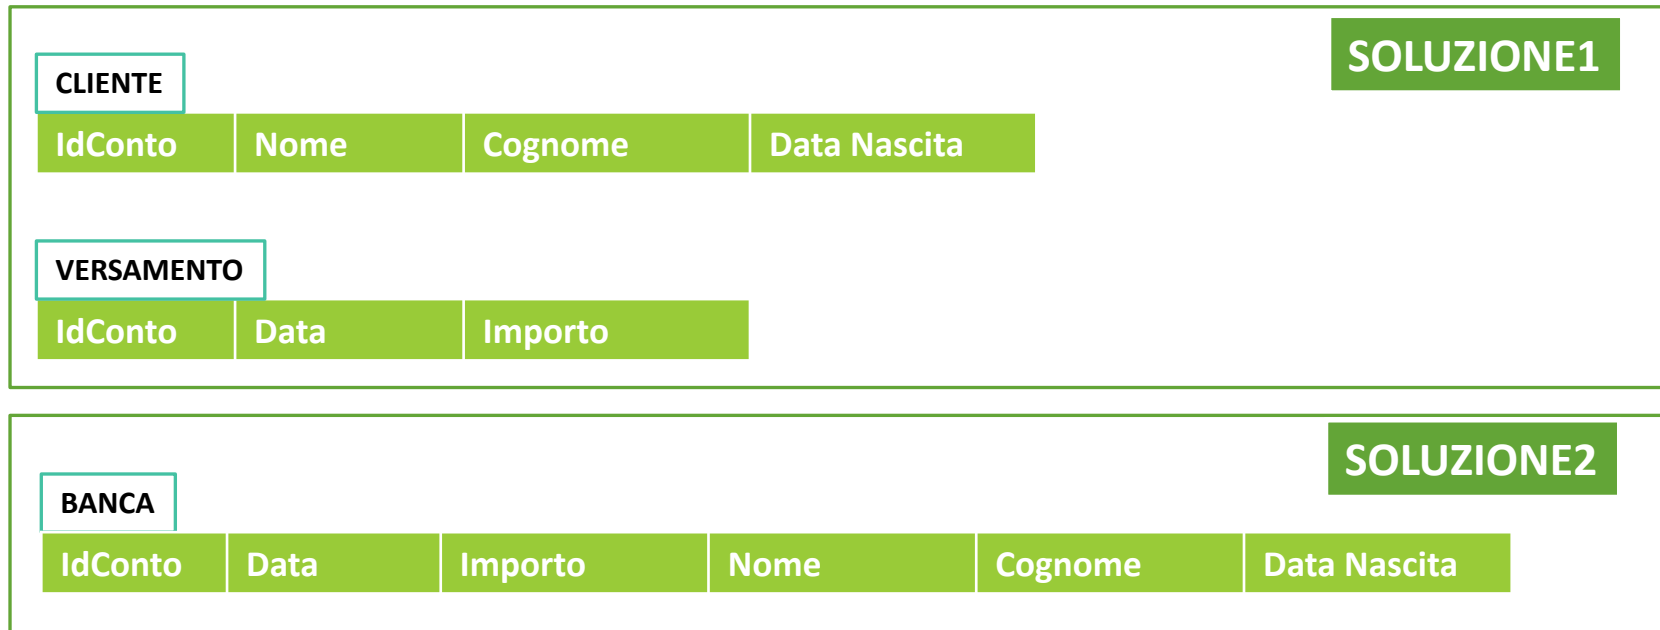 SOLUZIONE1
CLIENTE
IdConto Nome Cognome Data Nascita
VERSAMENTO
IdConto Data Importo
SOLUZIONE2
BANCA
IdConto Data Importo Nome Cognome Data Nascita